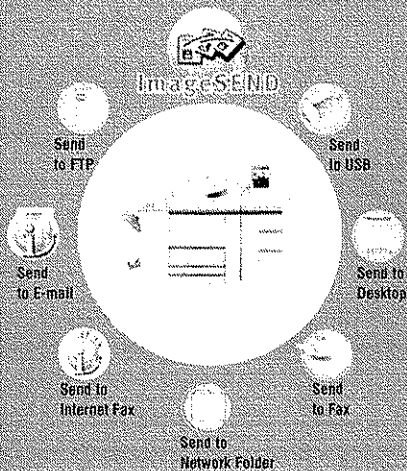 ImageSEND
Send
to FTP
Send
to USB
Send
to E-mail
Send to
Desktop
Send to
Internet Fax
Send
to Fax
Send to
Network Folder